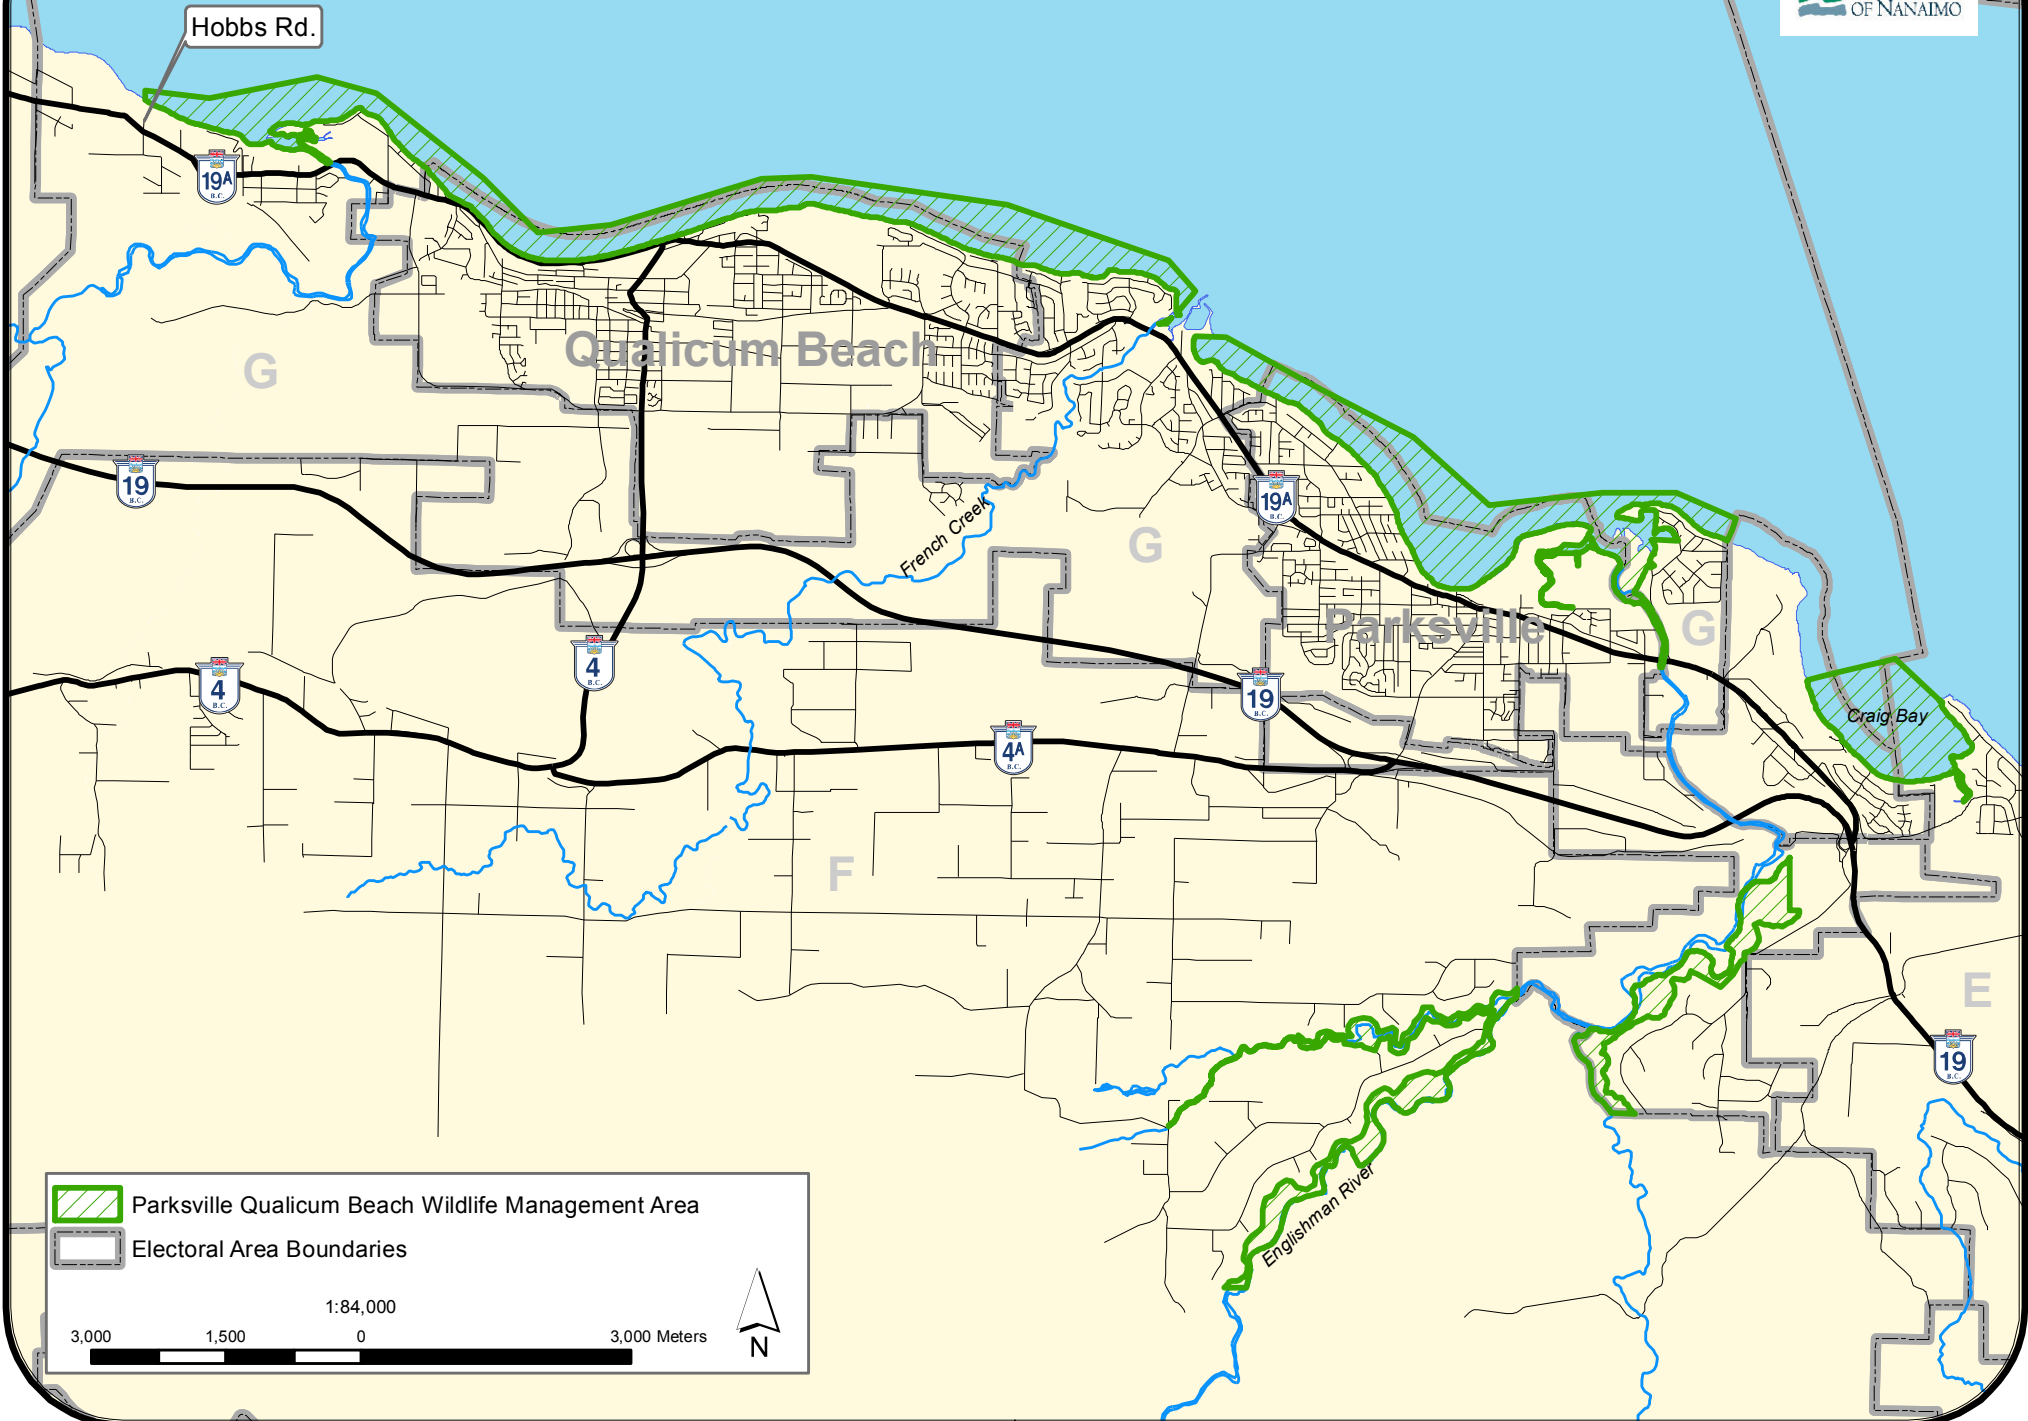 OF NANAIMO
Hobbs Rd.
19A
B.C.
Qualicum Beach
G
19
B.C.
19A
B.C.
French Creek
G
Parksville
G
4
B.C.
4
B.C.
19
B.C.
Craig Bay
4A
B.C.
F
E
19
B.C.
Englishman River
Parksville Qualicum Beach Wildlife Management Area
Electoral Area Boundaries
1:84,000
3,000 1,500 0 3,000 Meters
N